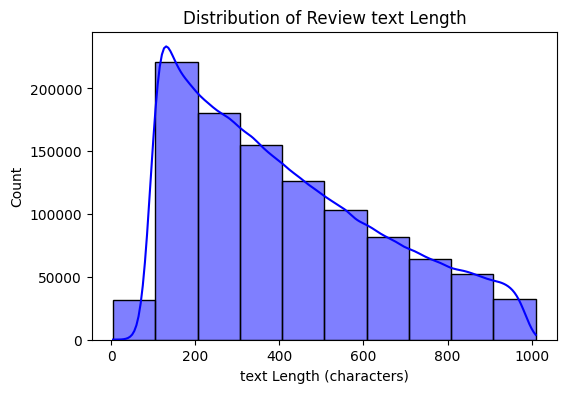 Distribution of Review text Length
200000
150000
100000
50000
0
Count
0 200 400 600 800 1000
text Length (characters)